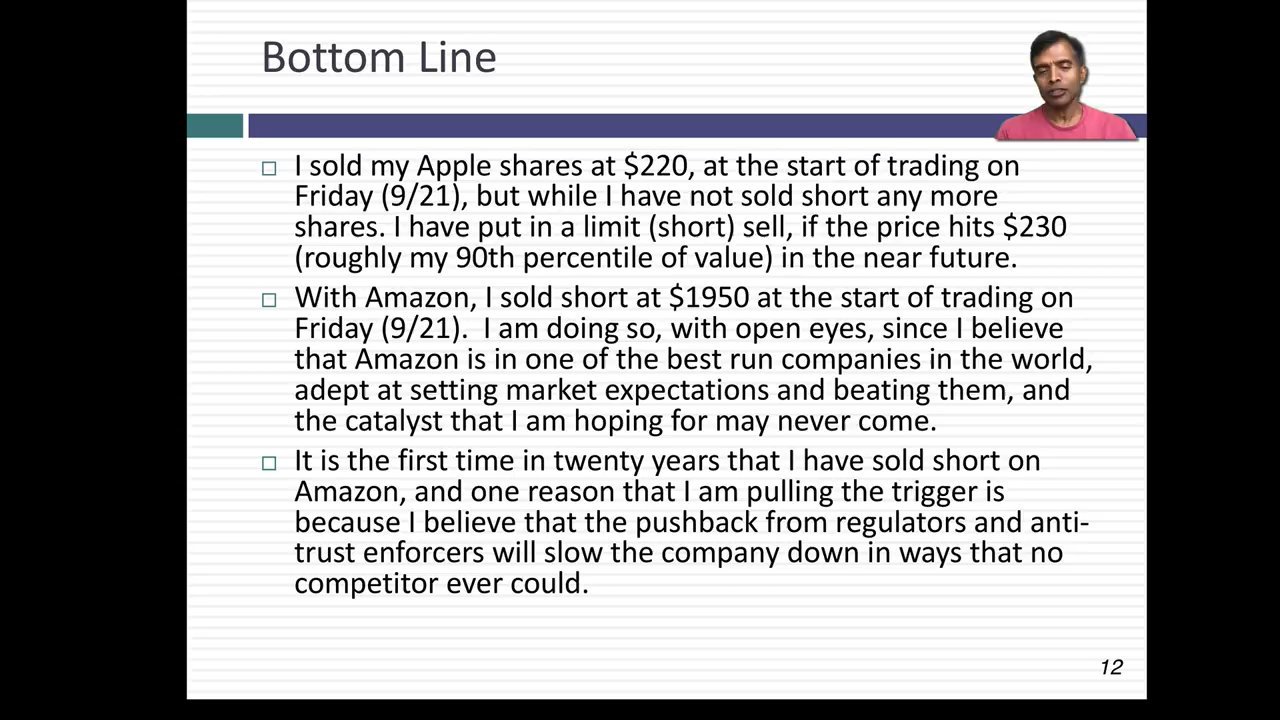 Bottom Line
I sold my Apple shares at $220, at the start of trading on
Friday (9/21), but while I have not sold short any more
shares. I have put in a limit (short) sell, if the price hits $230
(roughly my 90th percentile of value) in the near future.
With Amazon, I sold short at $1950 at the start of trading on
Friday (9/21).  I am doing so, with open eyes, since I believe
that Amazon is in one of the best run companies in the world,
adept at setting market expectations and beating them, and
the catalyst that I am hoping for may never come.
It is the first time in twenty years that I have sold short on
Amazon, and one reason that I am pulling the trigger is
because I believe that the pushback from regulators and anti-
trust enforcers will slow the company down in ways that no
competitor ever could.
12